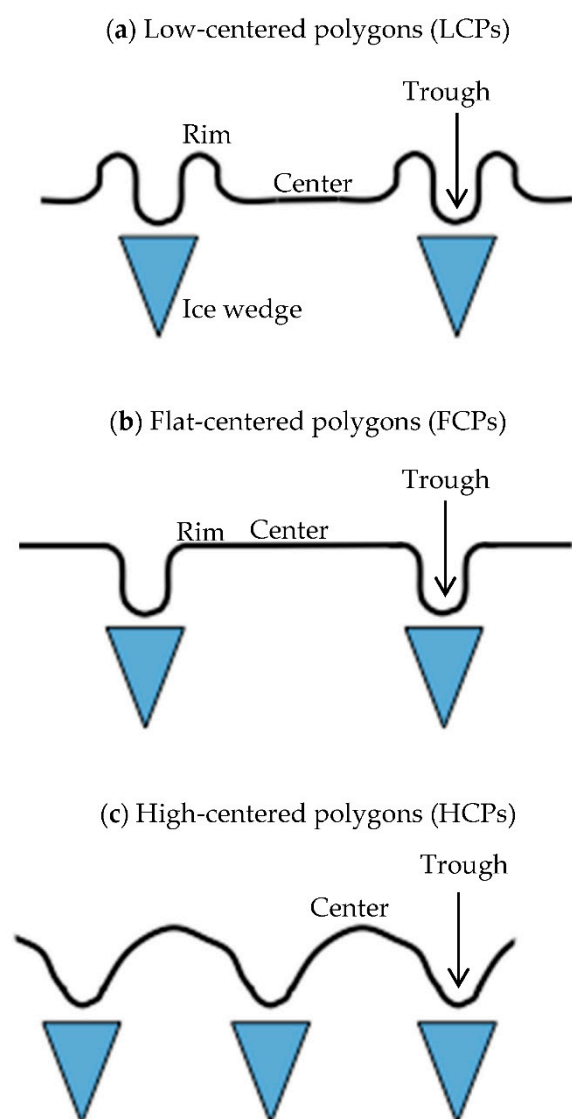 (a) Low-centered polygons (LCPs)
Trough
Rim
Center
Ice wedge
(b) Flat-centered polygons (FCPs)
Trough
Rim Center
(c) High-centered polygons (HCPs)
Trough
Center